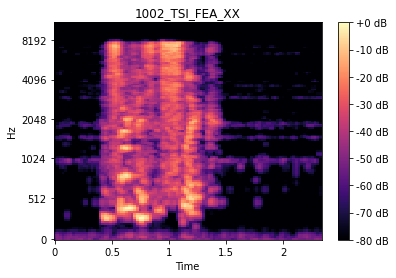 1002_TSI_FEA_XX
8192
4096
2048
1024
512
0
Hz
0
0.5
1
1.5
2
Time
+0 dB
-10 dB
-20 dB
-30 dB
-40 dB
-50 dB
-60 dB
-70 dB
-80 dB